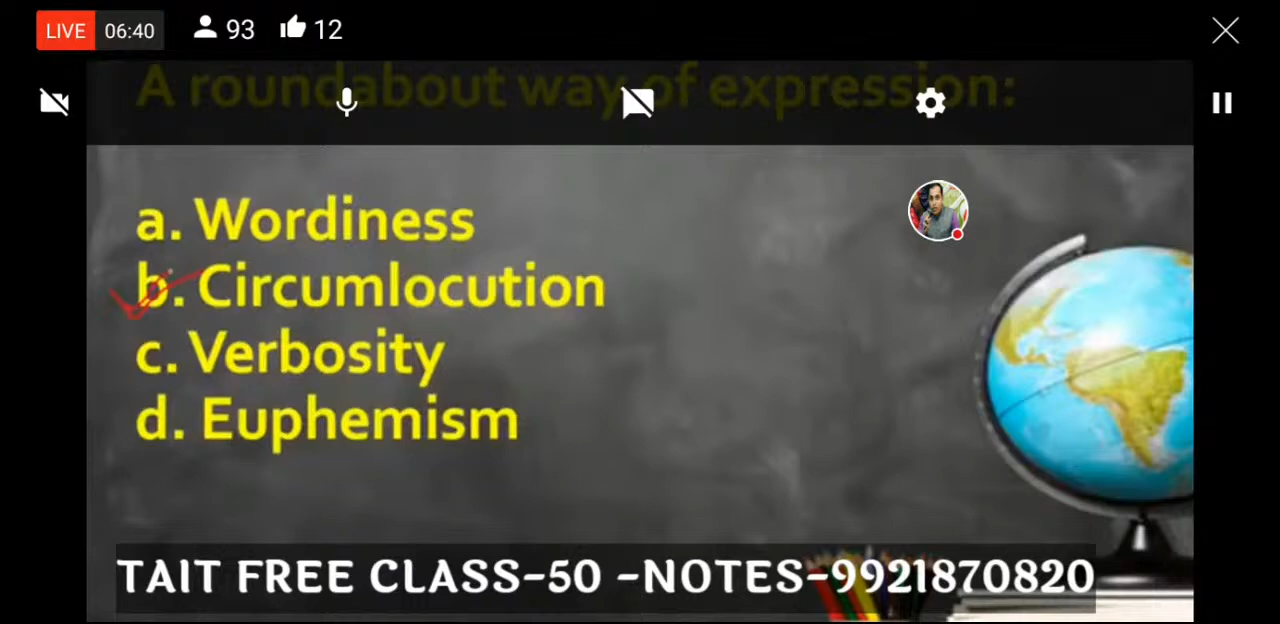 LIVE 06:40 93 12
A roundabout way of expression:
a. Wordiness
b. Circumlocution
c. Verbosity
d. Euphemism
TAIT FREE CLASS-50 -NOTES-9921870820